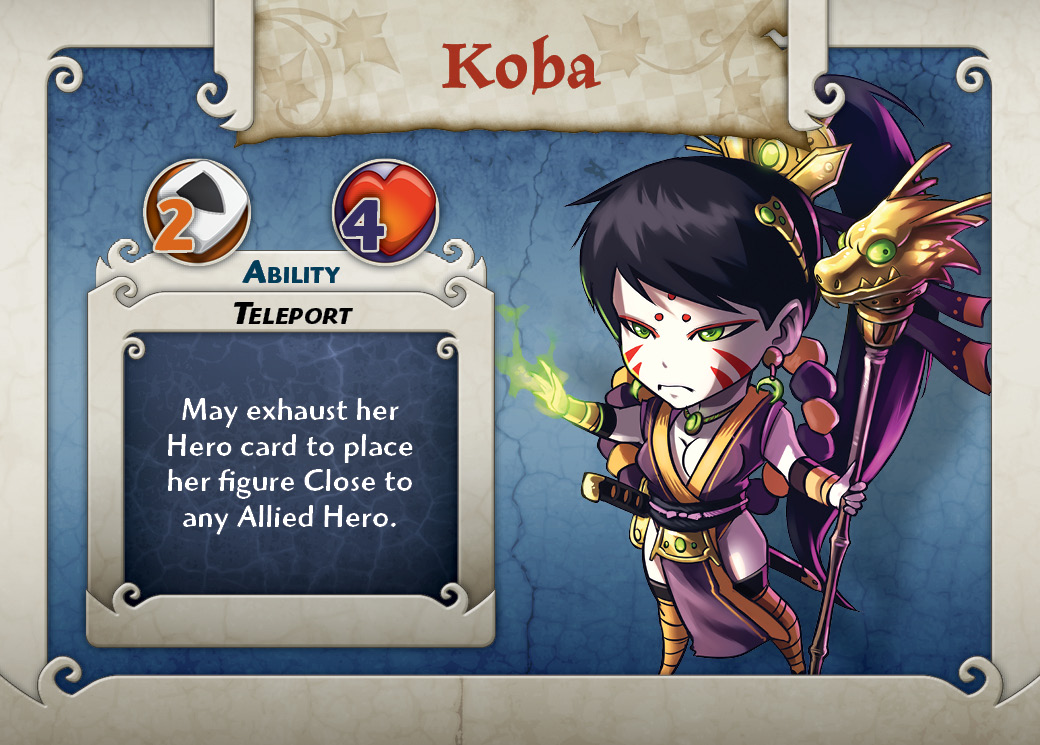 Koba
2
4
Ability
Teleport
May exhaust her
Hero card to place
her figure Close to
any Allied Hero.